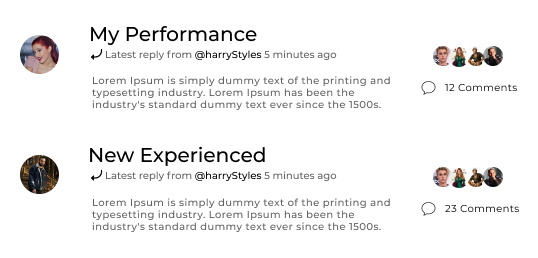 My Performance
Latest reply from @harryStyles 5 minutes ago
Lorem Ipsum is simply dummy text of the printing and
typesetting industry. Lorem Ipsum has been the
industry's standard dummy text ever since the 1500s.
12 Comments
New Experienced
Latest reply from @harryStyles 5 minutes ago
Lorem Ipsum is simply dummy text of the printing and
typesetting industry. Lorem Ipsum has been the
industry's standard dummy text ever since the 1500s.
23 Comments